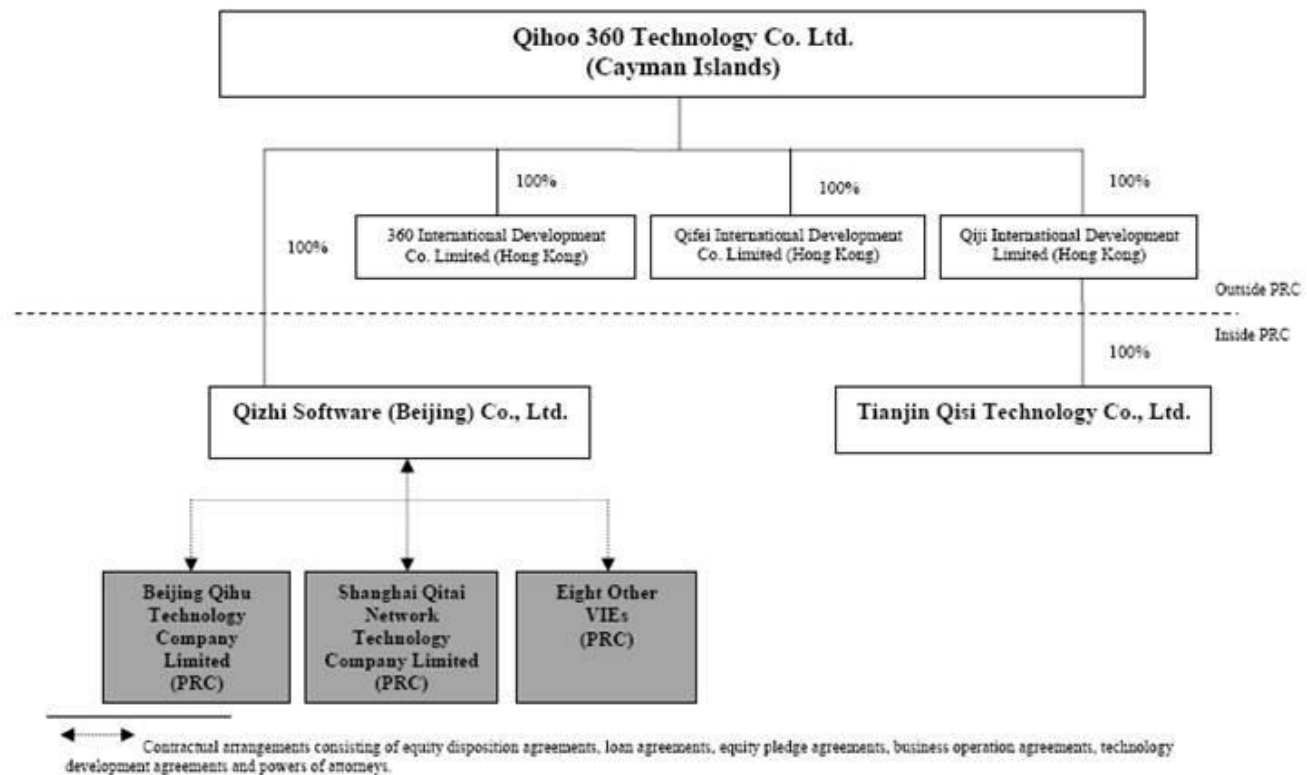 Qihoo 360 Technology Co. Ltd.
(Cayman Islands)
100%
100%
100%
100%
360 International Development
Co. Limited (Hong Kong)
Qifei International Development
Co. Limited (Hong Kong)
Qiji International Development
Limited (Hong Kong)
Outside PRC
Inside PRC
100%
Qizhi Software (Beijing) Co., Ltd.
Tianjin Qisi Technology Co., Ltd.
Beijing Qihu
Technology
Company
Limited
(PRC)
Shanghai Qitai
Network
Technology
Company Limited
(PRC)
Eight Other
VIEs
(PRC)
Contractual arrangements consisting of equity disposition agreements, loan agreements, equity pledge agreements, business operation agreements, technology
development agreements and powers of attorneys.